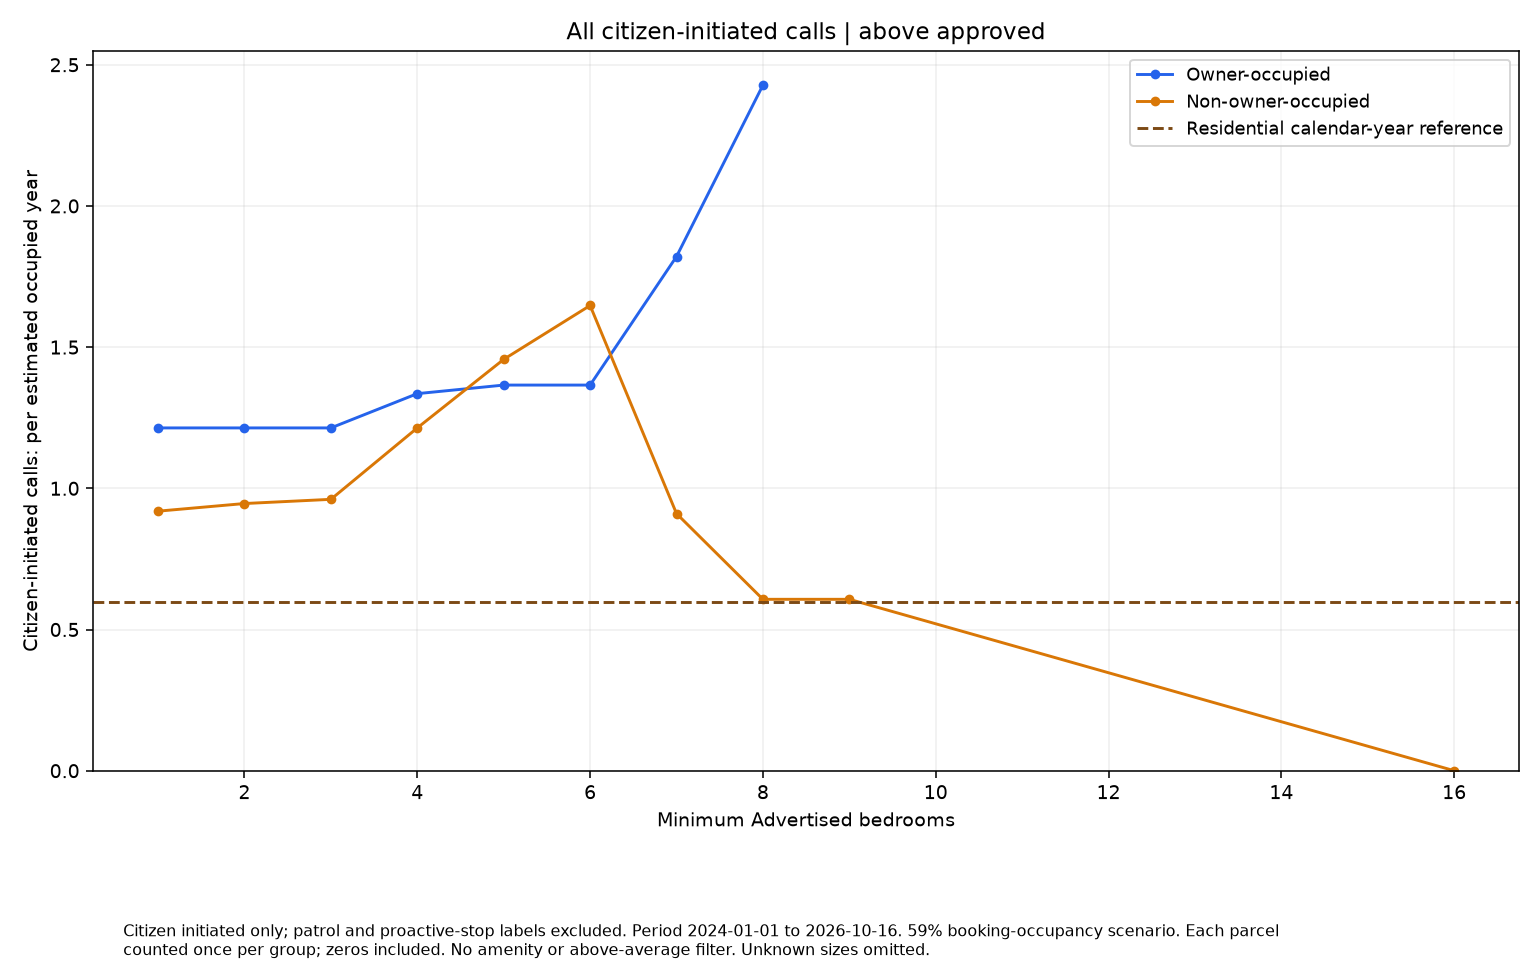 All citizen-initiated calls | above approved
Owner-occupied
Non-owner-occupied
Residential calendar-year reference
Citizen-initiated calls: per estimated occupied year
2.5
2.0
1.5
1.0
0.5
0.0
2 4 6 8 10 12 14 16
Minimum Advertised bedrooms
Citizen initiated only; patrol and proactive-stop labels excluded. Period 2024-01-01 to 2026-10-16. 59% booking-occupancy scenario. Each parcel
counted once per group; zeros included. No amenity or above-average filter. Unknown sizes omitted.